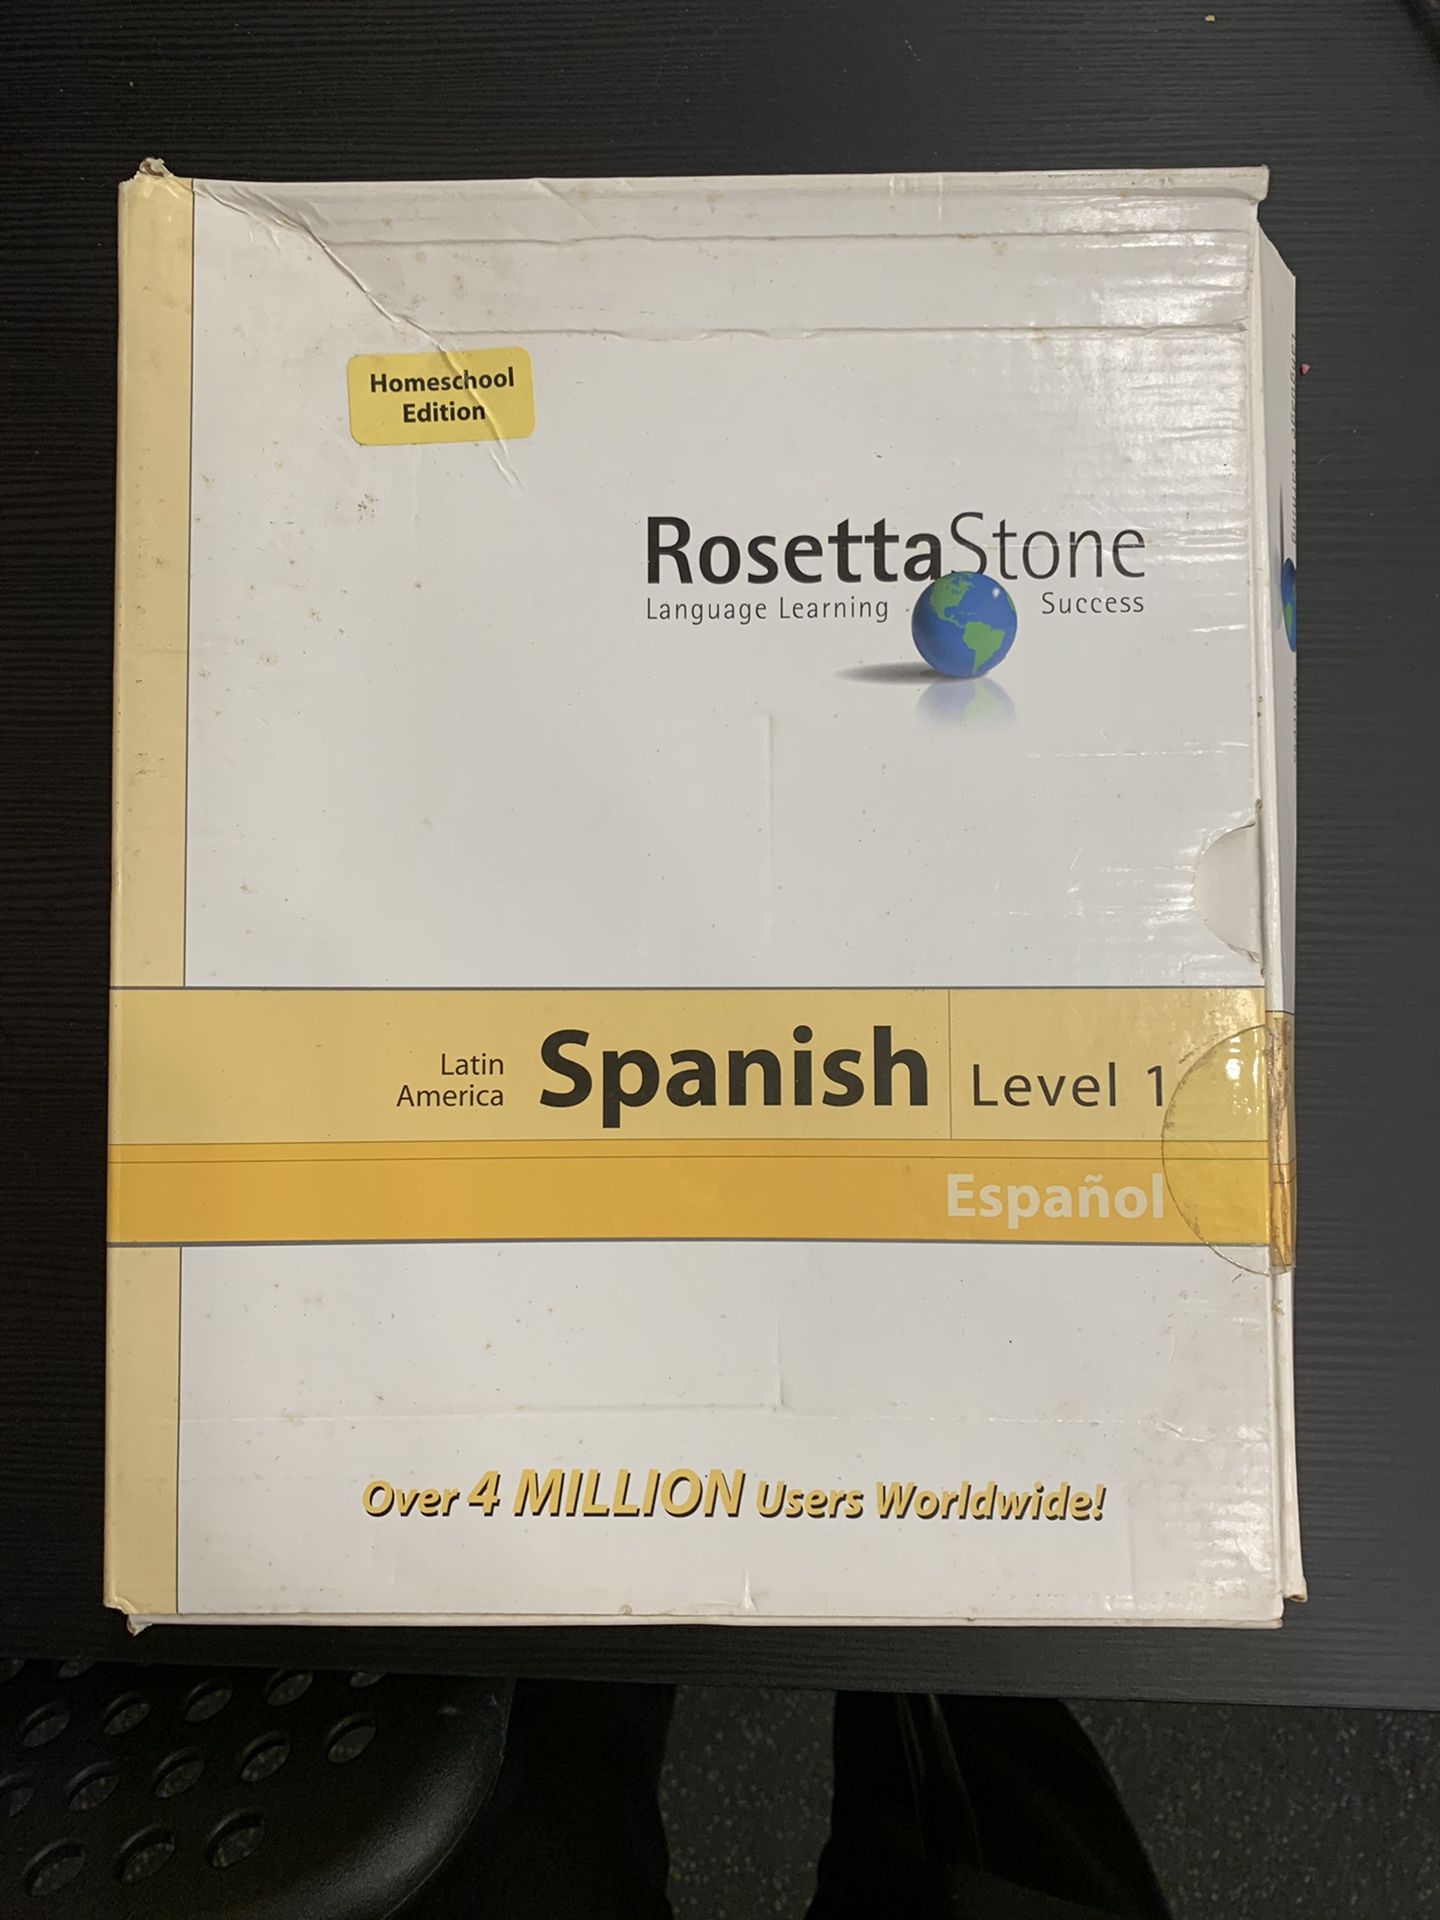 Homeschool
Edition
RosettaStone
Language Learning Success
Latin
America
Spanish
Level 1
Español
Over 4 MILLION Users Worldwide!